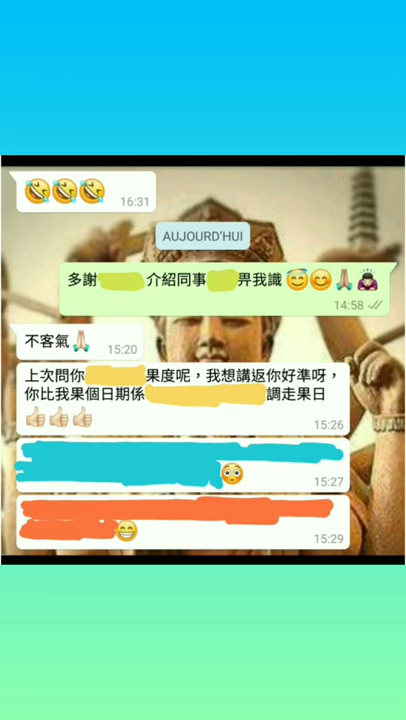 🤣🤣🤣
16:31
AUJOURD'HUI
多謝 介紹同事 畀我識 😇😊🙏🏻🙇‍♀️
14:58
不客氣🙏🏻
15:20
上次問你 果度呢，我想講返你好準呀，
你比我果個日期係 調走果日
👍🏻👍🏻👍🏻
15:26
😳
15:27
😁
15:29